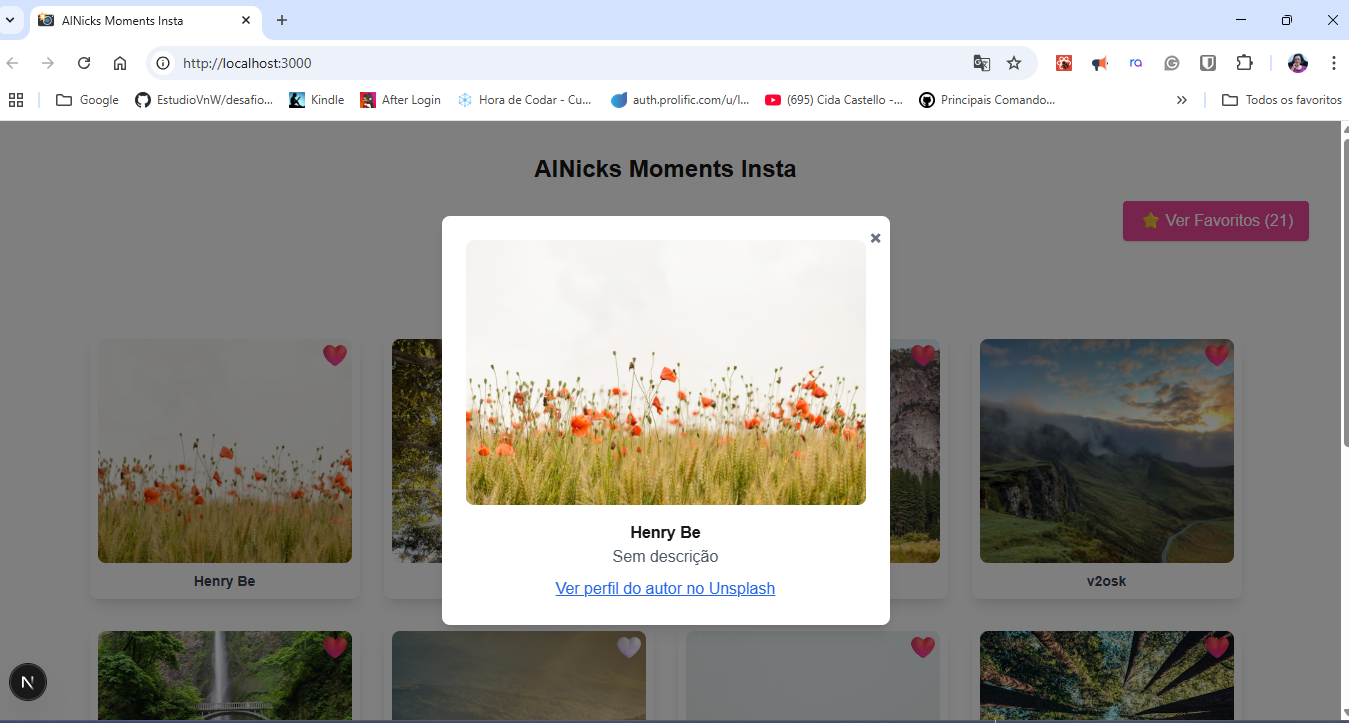 AlNicks Moments Insta
http://localhost:3000
Google
EstudioVnW/desafio...
Kindle
After Login
Hora de Codar - Cu...
auth.prolific.com/u/l...
(695) Cida Castello -...
Principais Comando...
»
Todos os favoritos
AlNicks Moments Insta
Ver Favoritos (21)
Henry Be
Sem descrição
Ver perfil do autor no Unsplash
Henry Be
v2osk
N